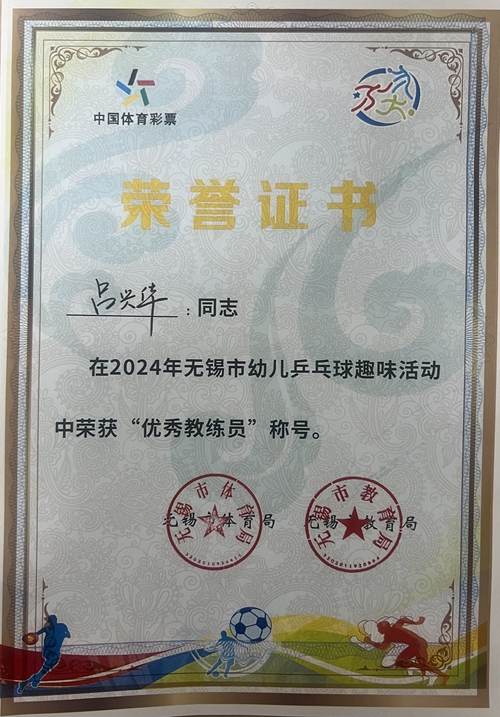 中国体育彩票
荣誉证书
吕兴华：同志
在2024年无锡市幼儿乒乓球趣味活动
中荣获“优秀教练员”称号。
无锡市体育局 无锡市教育局
无锡市体育局 无锡市教育局